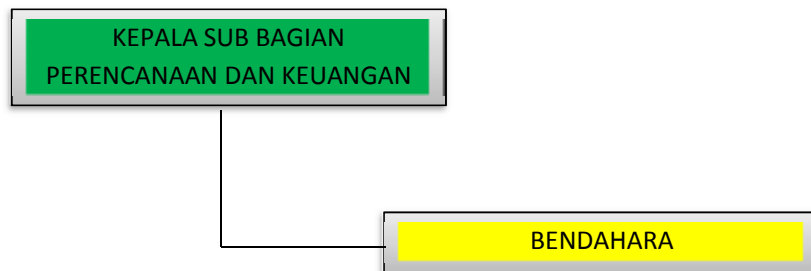 KEPALA SUB BAGIAN
PERENCANAAN DAN KEUANGAN
BENDAHARA